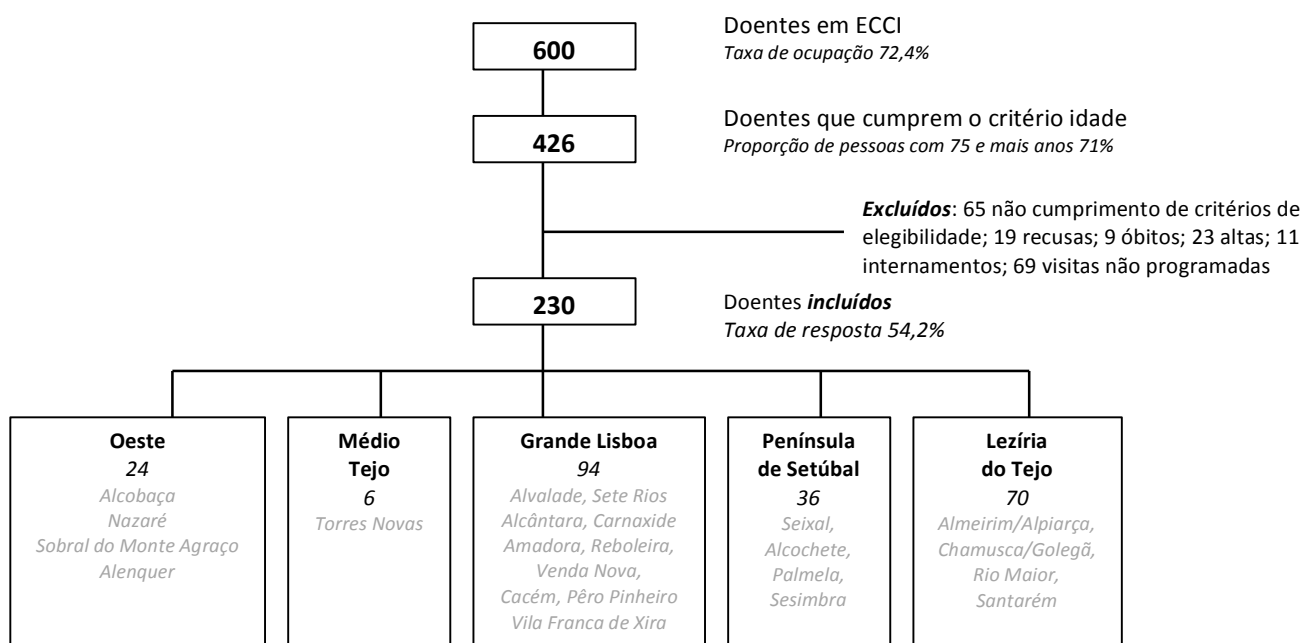 600
Doentes em ECCI
Taxa de ocupação 72,4%
426
Doentes que cumprem o critério idade
Proporção de pessoas com 75 e mais anos 71%
Excluídos: 65 não cumprimento de critérios de
elegibilidade; 19 recusas; 9 óbitos; 23 altas; 11
internamentos; 69 visitas não programadas
230
Doentes incluídos
Taxa de resposta 54,2%
Oeste
24
Alcobaça
Nazaré
Sobral do Monte Agraço
Alenquer
Médio
Tejo
6
Torres Novas
Grande Lisboa
94
Alvalade, Sete Rios
Alcântara, Carnaxide
Amadora, Reboleira,
Venda Nova,
Cacém, Pêro Pinheiro
Vila Franca de Xira
Península
de Setúbal
36
Seixal,
Alcochete,
Palmela,
Sesimbra
Lezíria
do Tejo
70
Almeirim/Alpiarça,
Chamusca/Golegã,
Rio Maior,
Santarém